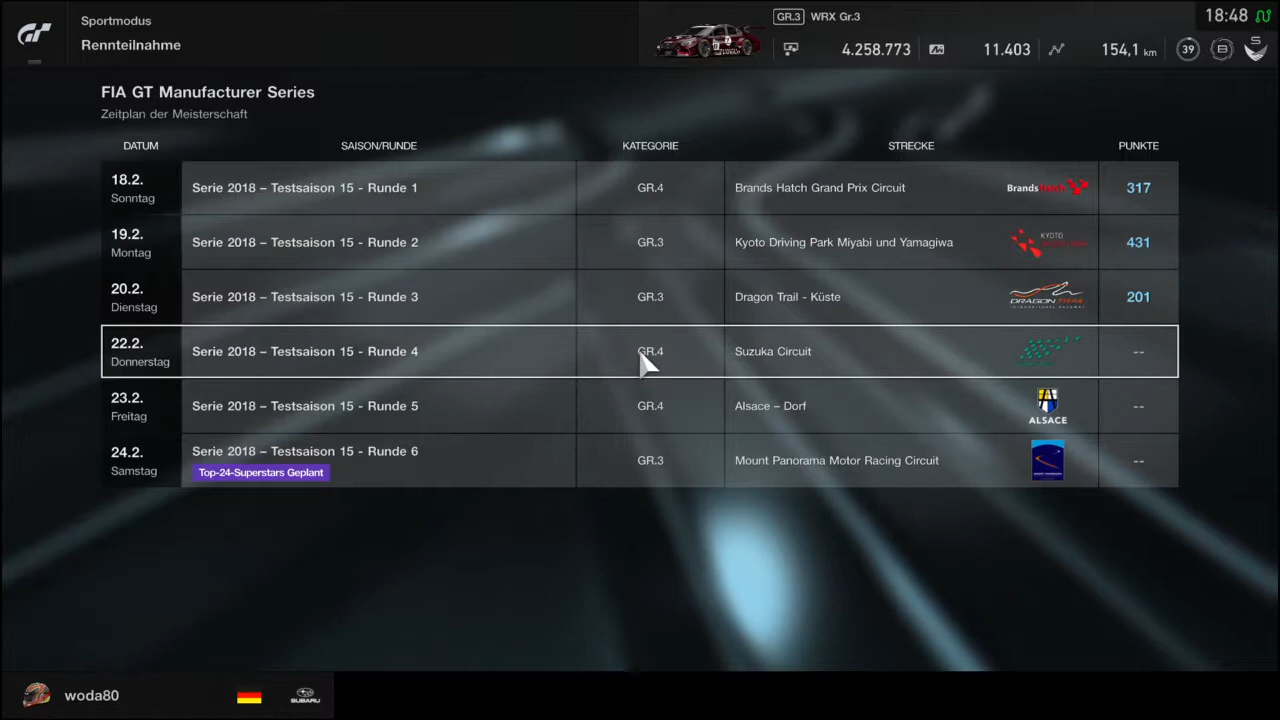 Sportmodus
Rennteilnahme
GR.3 WRX Gr.3
4.258.773
11.403
154,1 km
39
B
S
18:48
FIA GT Manufacturer Series
Zeitplan der Meisterschaft
DATUM SAISON/RUNDE KATEGORIE STRECKE PUNKTE
18.2.
Sonntag
Serie 2018 – Testsaison 15 - Runde 1 GR.4 Brands Hatch Grand Prix Circuit 317
19.2.
Montag
Serie 2018 – Testsaison 15 - Runde 2 GR.3 Kyoto Driving Park Miyabi und Yamagiwa KYOTO 431
20.2.
Dienstag
Serie 2018 – Testsaison 15 - Runde 3 GR.3 Dragon Trail - Küste DRAGON TRAIL 201
22.2.
Donnerstag
Serie 2018 – Testsaison 15 - Runde 4 GR.4 Suzuka Circuit --
23.2.
Freitag
Serie 2018 – Testsaison 15 - Runde 5 GR.4 Alsace – Dorf ALSACE --
24.2.
Samstag
Serie 2018 – Testsaison 15 - Runde 6
Top-24-Superstars Geplant
GR.3 Mount Panorama Motor Racing Circuit --
woda80
SUBARU